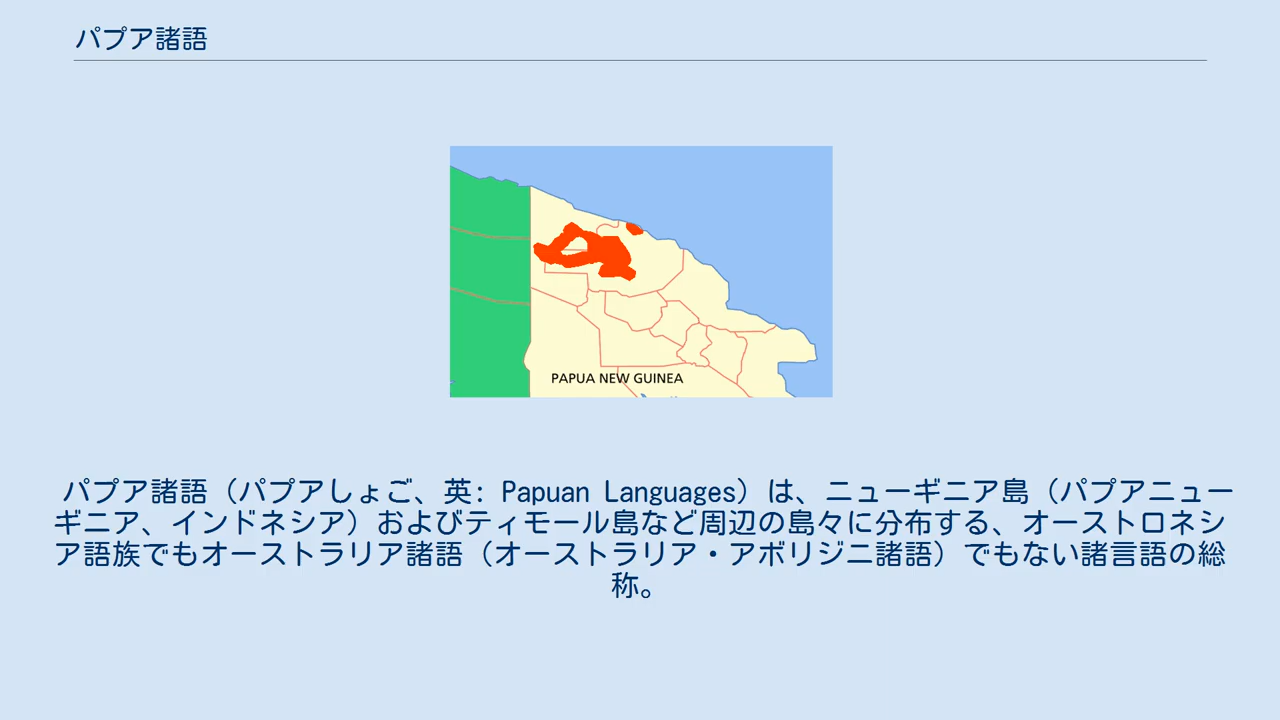 パプア諸語
PAPUA NEW GUINEA
パプア諸語（パプアしょご、英: Papuan Languages）は、ニューギニア島（パプアニュー
ギニア、インドネシア）およびティモール島など周辺の島々に分布する、オーストロネシ
ア語族でもオーストラリア諸語（オーストラリア・アボリジニ諸語）でもない諸言語の総
称。